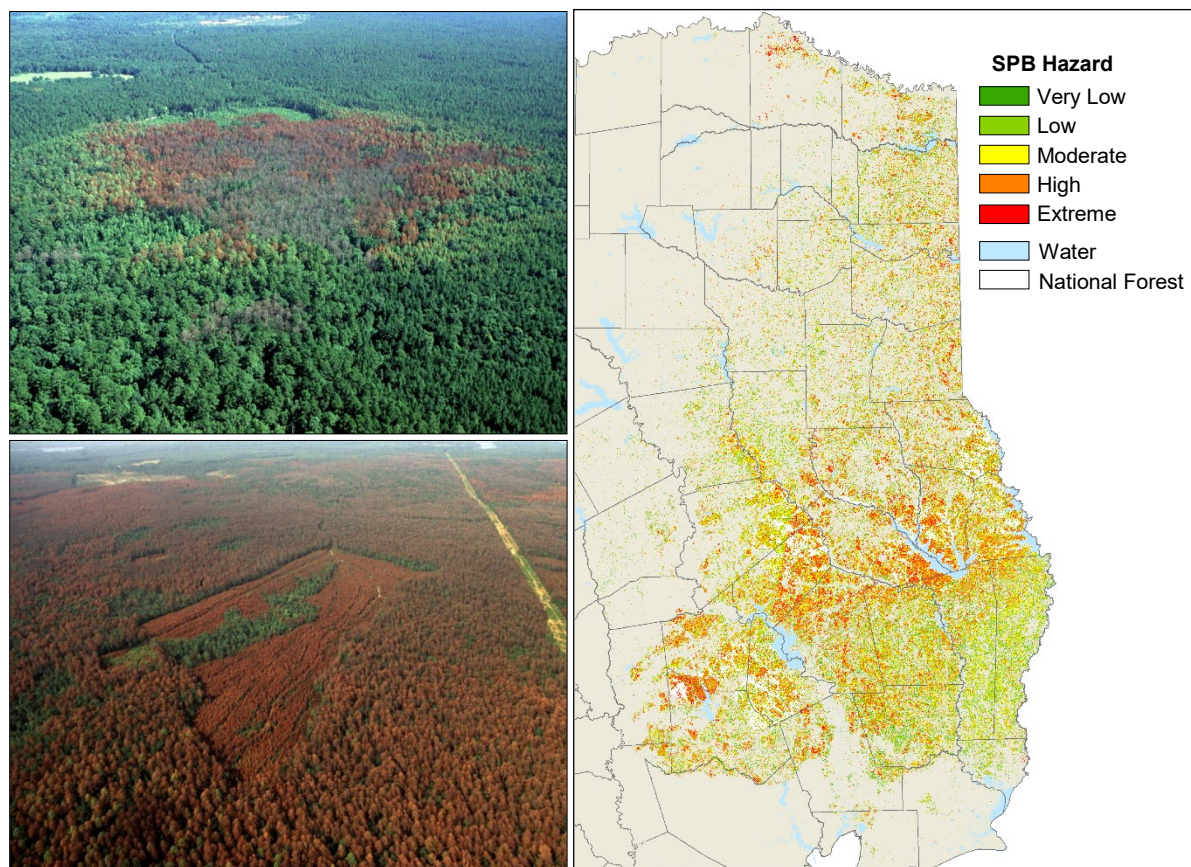 SPB Hazard
Very Low
Low
Moderate
High
Extreme
Water
National Forest